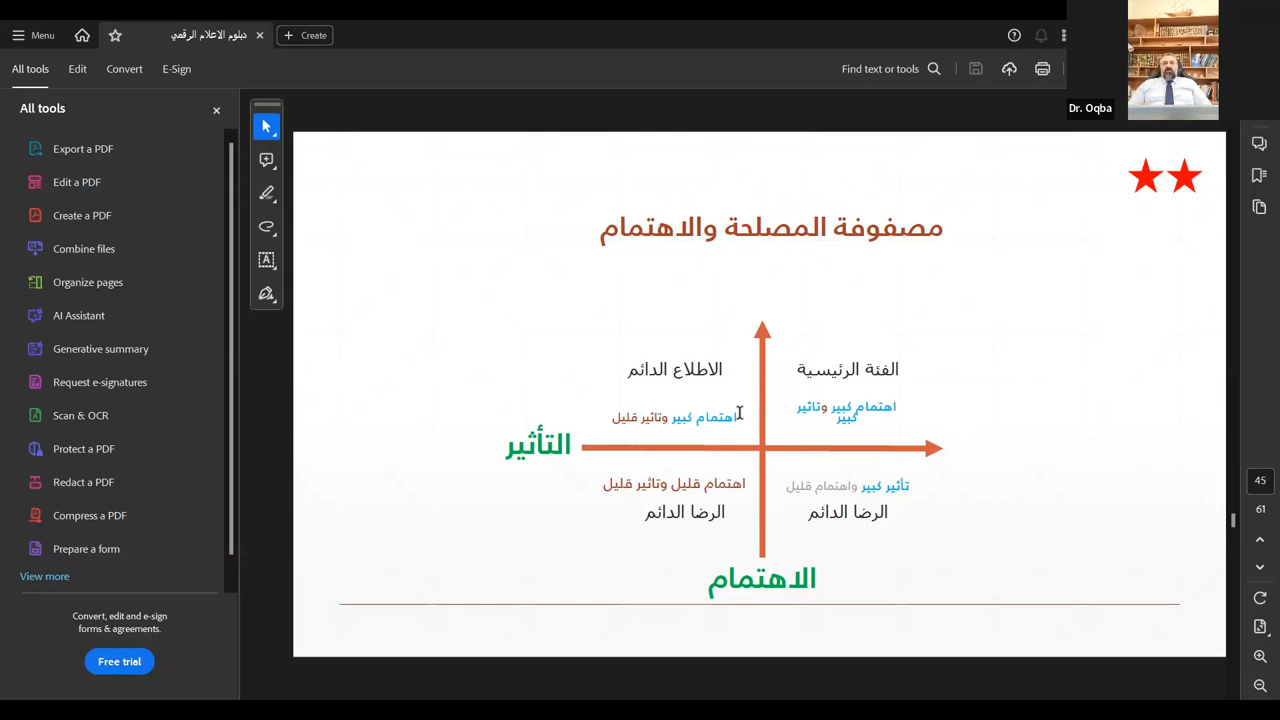 Menu
دبلوم الاعلام الرقمي
Create
All tools
Edit
Convert
E-Sign
Find text or tools
Dr. Oqba
All tools
Export a PDF
Edit a PDF
Create a PDF
Combine files
Organize pages
AI Assistant
Generative summary
Request e-signatures
Scan & OCR
Protect a PDF
Redact a PDF
Compress a PDF
Prepare a form
View more
Convert, edit and e-sign
forms & agreements.
Free trial
مصفوفة المصلحة والاهتمام
الفئة الرئيسية
اهتمام كبير وتاثير
كبير
الاطلاع الدائم
اهتمام كبير وتاثير قليل
التأثير
تأثير كبير واهتمام قليل
الرضا الدائم
اهتمام قليل وتاثير قليل
الرضا الدائم
الاهتمام
45
61